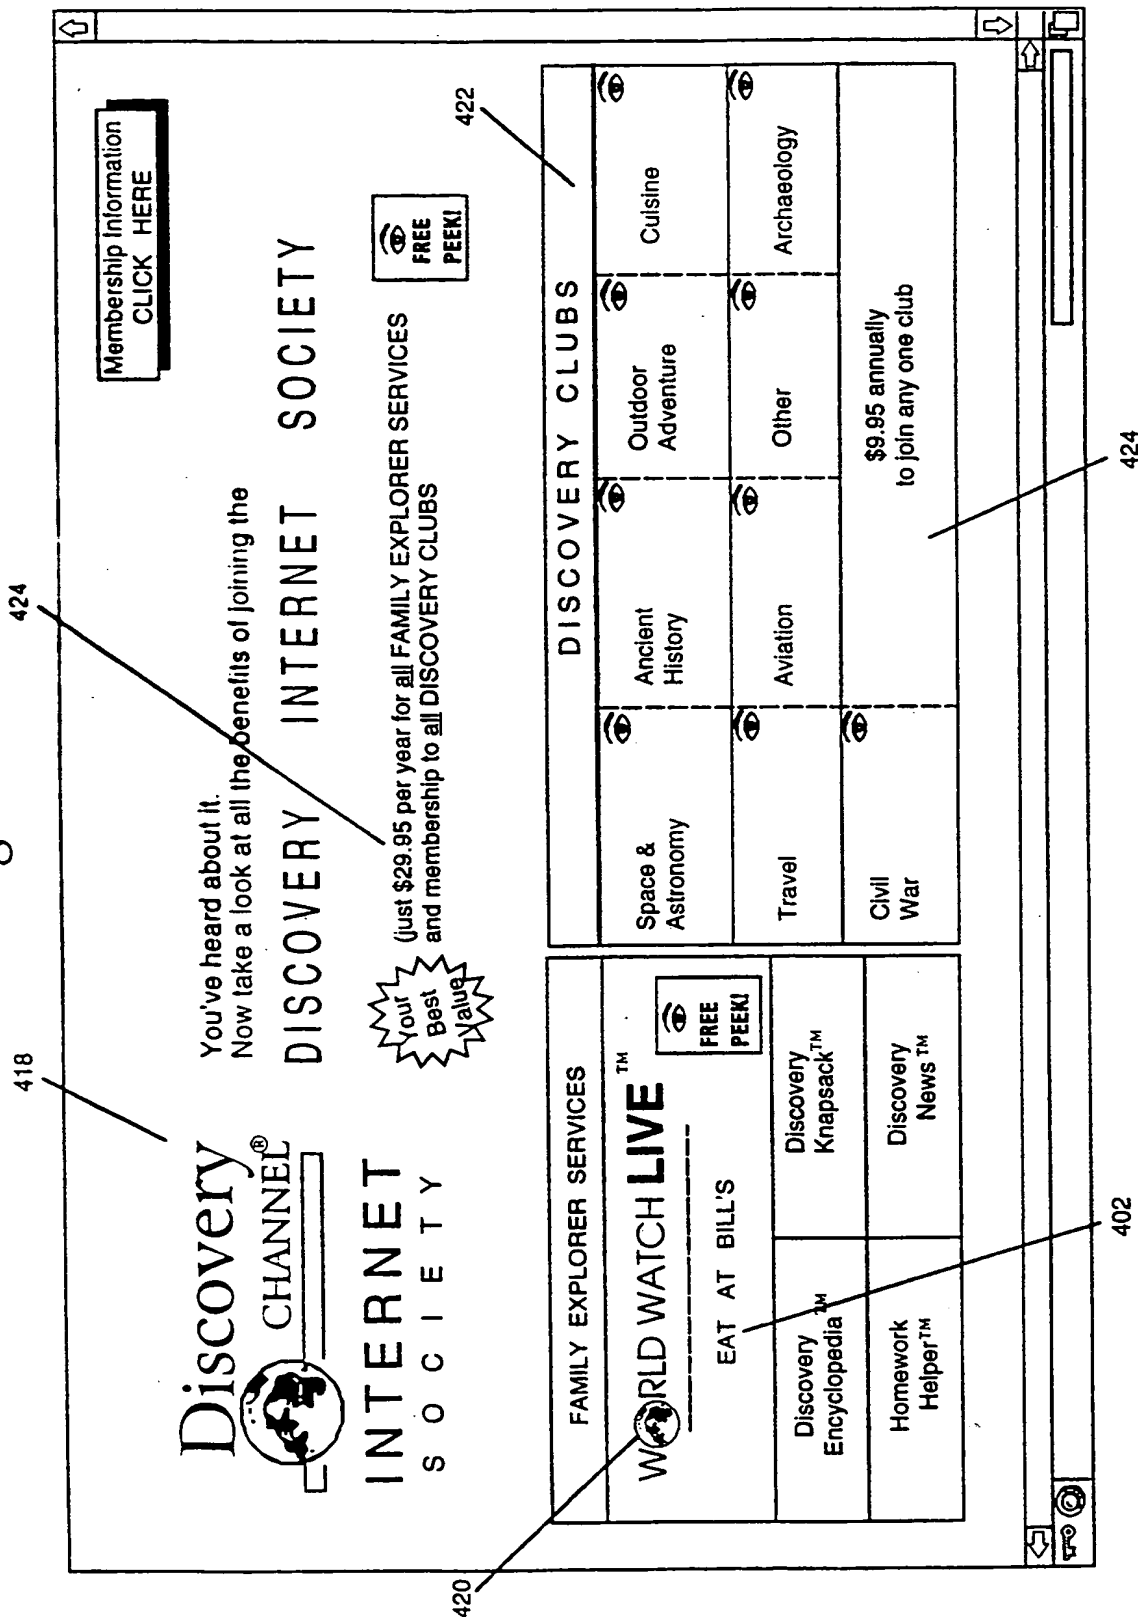 418
424
Discovery
CHANNEL®
INTERNET
SOCIETY
Membership Information
CLICK HERE
You've heard about it.
Now take a look at all the benefits of joining the
DISCOVERY INTERNET SOCIETY
Your
Best
Value
(just $29.95 per year for all FAMILY EXPLORER SERVICES
and membership to all DISCOVERY CLUBS
FREE
PEEK!
422
420
FAMILY EXPLORER SERVICES
WORLD WATCH LIVE™
EAT AT BILL'S
FREE
PEEK!
Discovery
Encyclopedia™
Discovery
Knapsack™
Homework
Helper™
Discovery
News™
402
DISCOVERY CLUBS
Space &
Astronomy
Ancient
History
Outdoor
Adventure
Cuisine
Travel
Aviation
Other
Archaeology
Civil
War
$9.95 annually
to join any one club
424